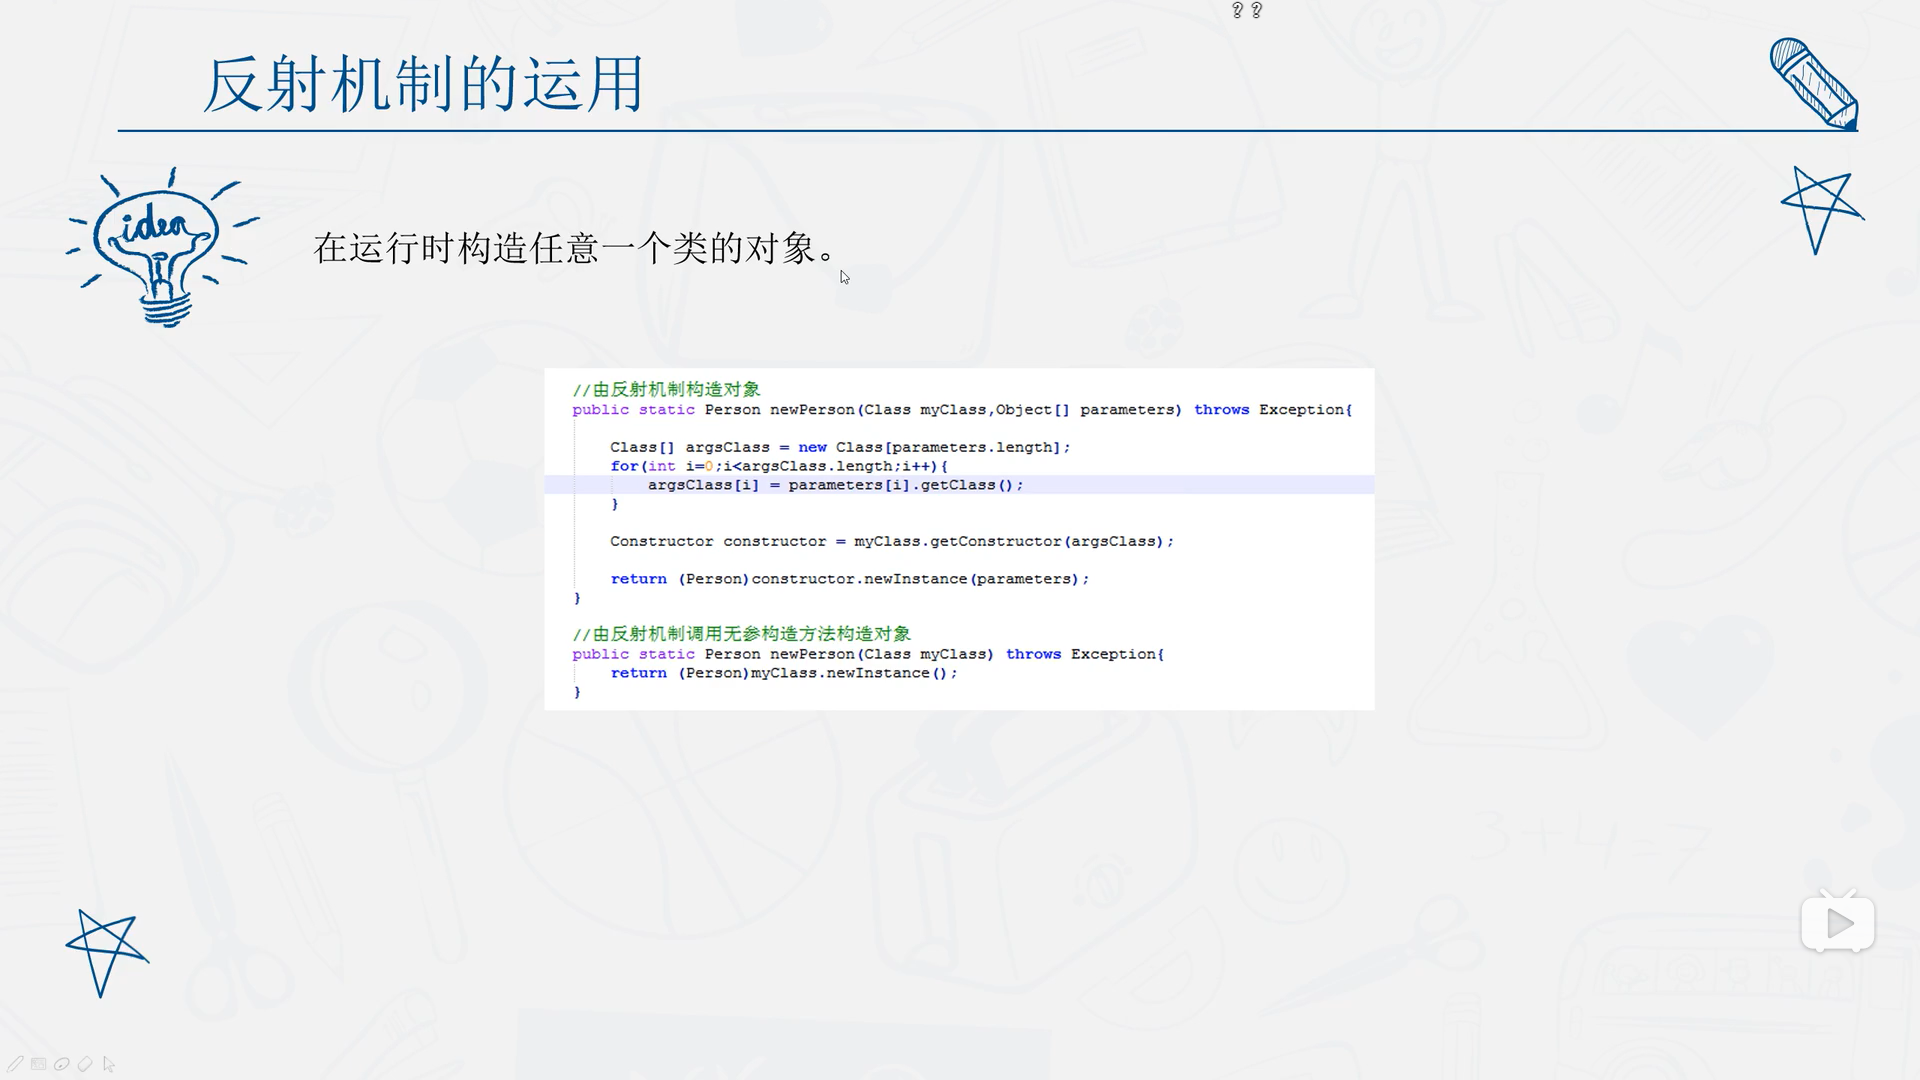 ? ?
反射机制的运用
idea
在运行时构造任意一个类的对象。
//由反射机制构造对象
public static Person newPerson(Class myClass,Object[] parameters) throws Exception{
Class[] argsClass = new Class[parameters.length];
for(int i=0;i<argsClass.length;i++){
argsClass[i] = parameters[i].getClass();
}
Constructor constructor = myClass.getConstructor(argsClass);
return (Person)constructor.newInstance(parameters);
}
//由反射机制调用无参构造方法构造对象
public static Person newPerson(Class myClass) throws Exception{
return (Person)myClass.newInstance();
}
3+4=7